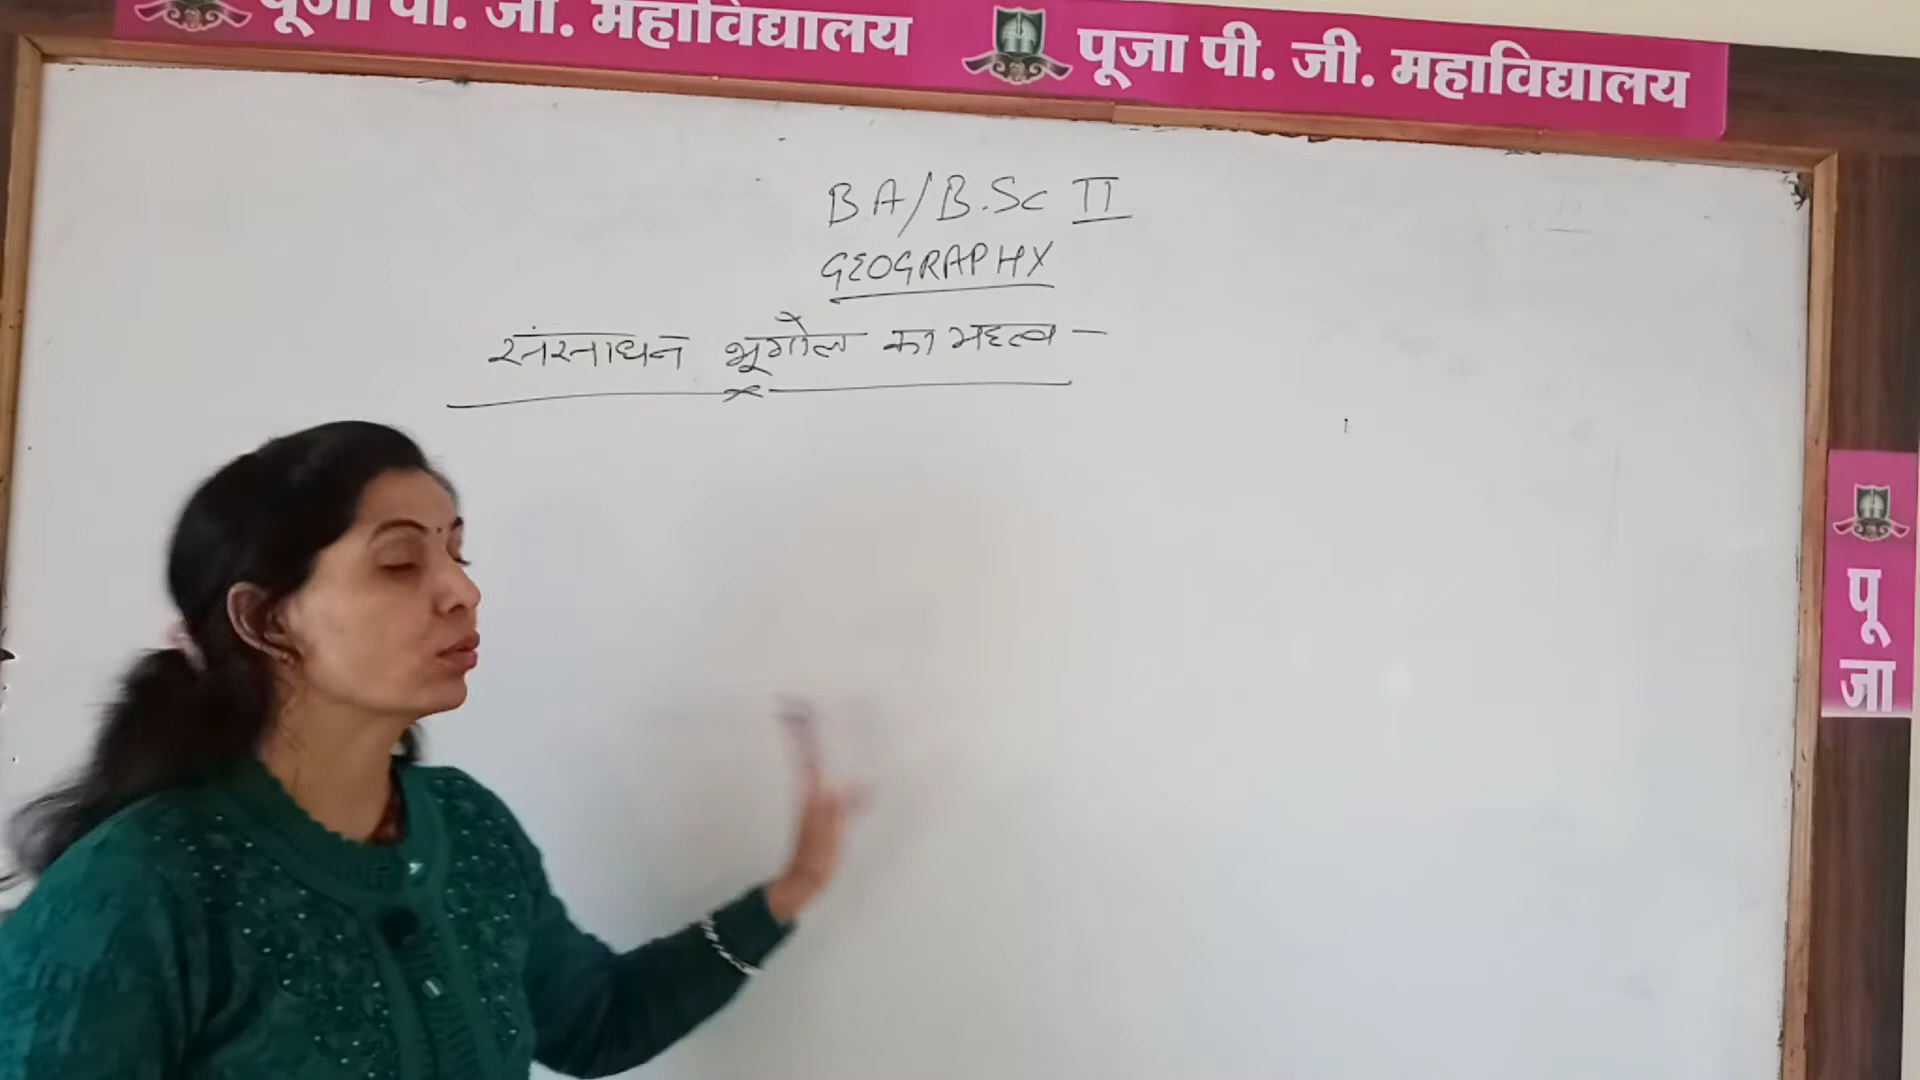 पूजा पी. जी. महाविद्यालय
पूजा पी. जी. महाविद्यालय
BA/B.Sc II
GEOGRAPHY
संसाधन भूगोल का महत्व -
पू
जा